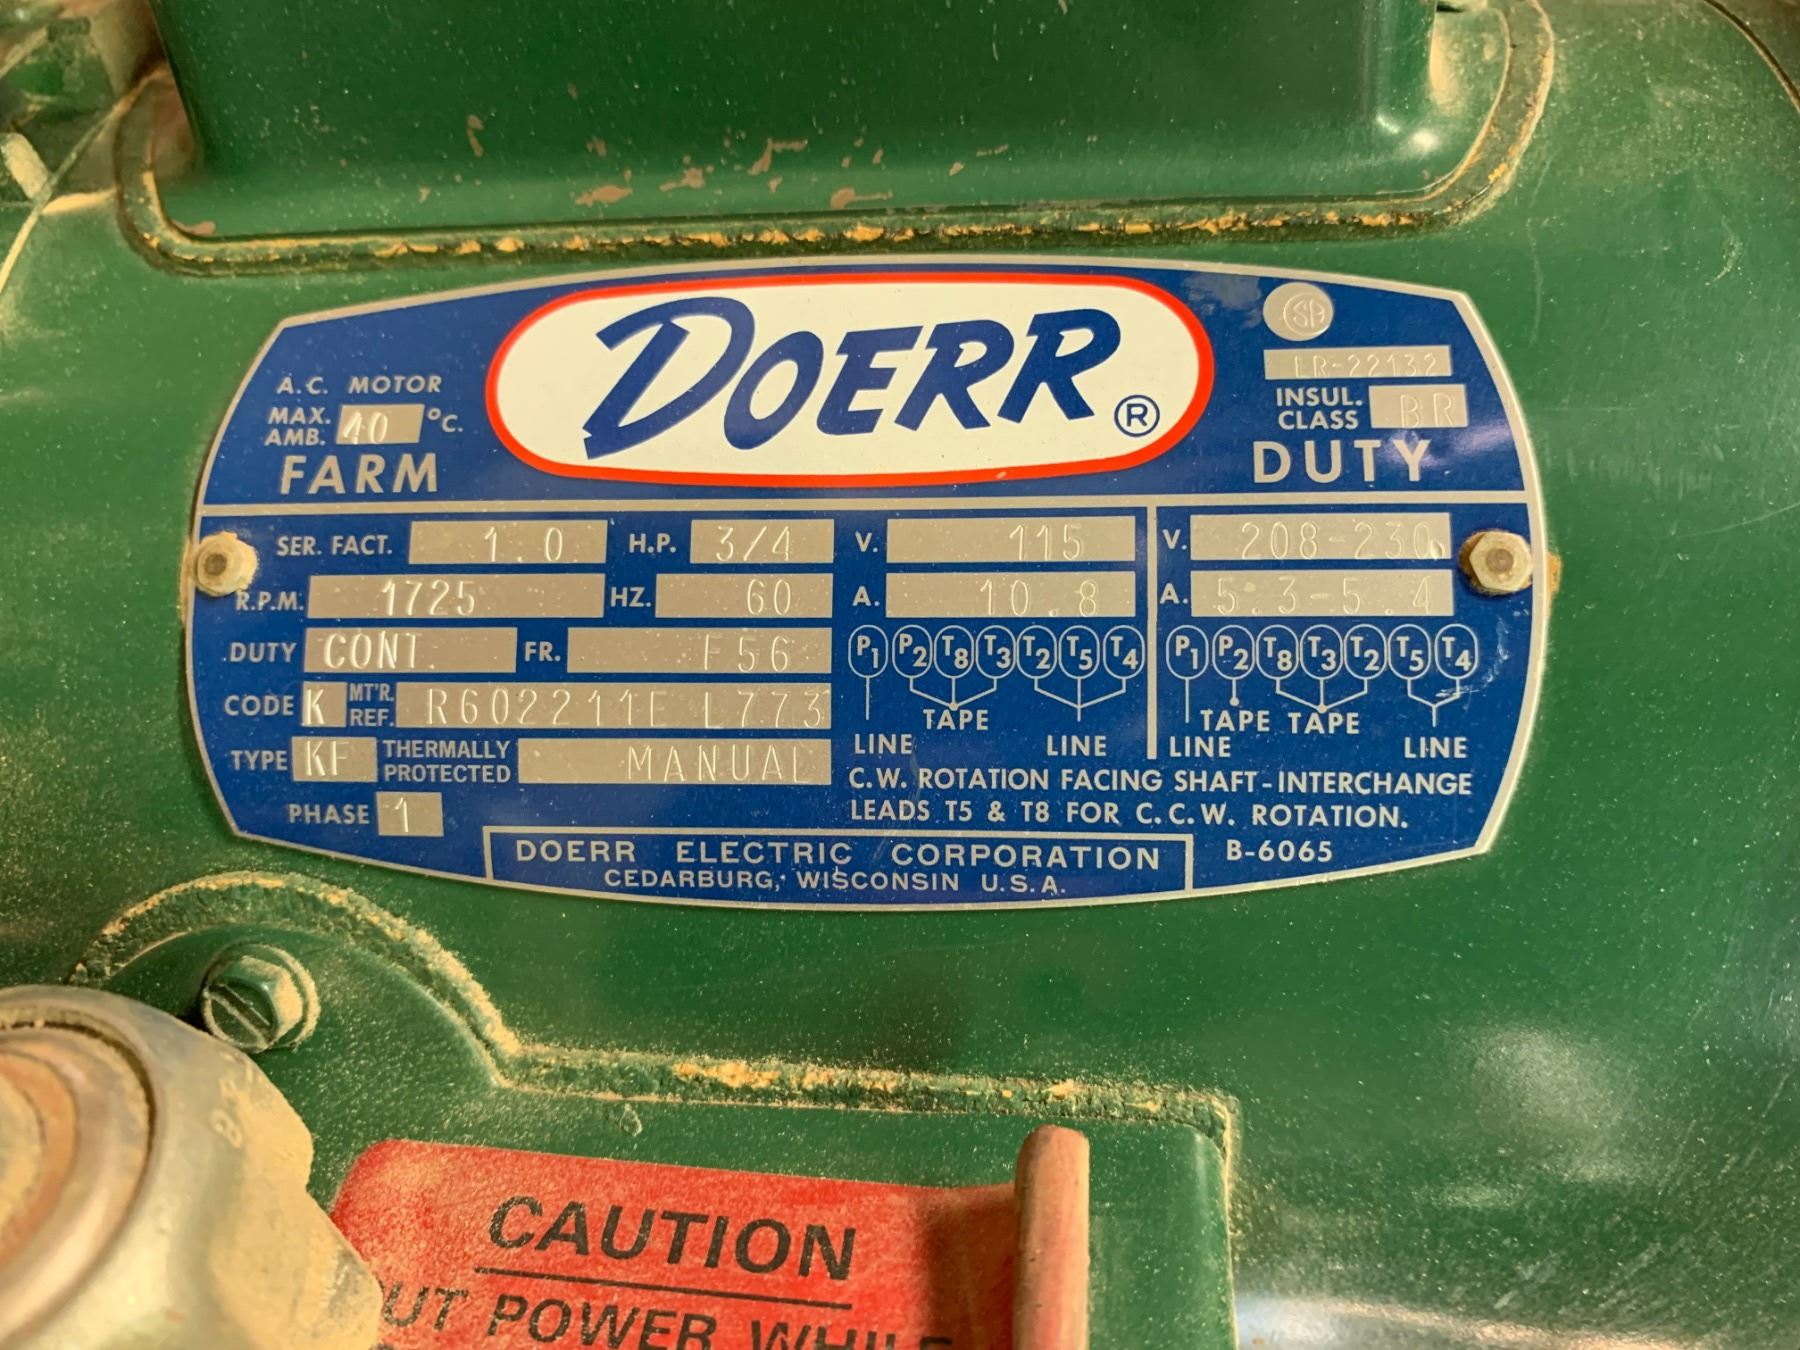 DOERR ®
A.C. MOTOR
MAX. AMB. 40 °C.
FARM
SA
LR-22132
INSUL. CLASS BR
DUTY
SER. FACT. 1.0 H.P. 3/4
R.P.M. 1725 HZ. 60
DUTY CONT. FR. F56
CODE K MT'R. REF. R602211E L773
TYPE KF THERMALLY PROTECTED MANUAL
PHASE 1
V. 115
A. 10.8
P1 P2 T8 T3 T2 T5 T4
TAPE
LINE LINE
V. 208-230
A. 5.3-5.4
P1 P2 T8 T3 T2 T5 T4
TAPE TAPE
LINE LINE
C.W. ROTATION FACING SHAFT-INTERCHANGE
LEADS T5 & T8 FOR C.C.W. ROTATION.
DOERR ELECTRIC CORPORATION
CEDARBURG, WISCONSIN U.S.A.
B-6065
CAUTION
POWER WHILE